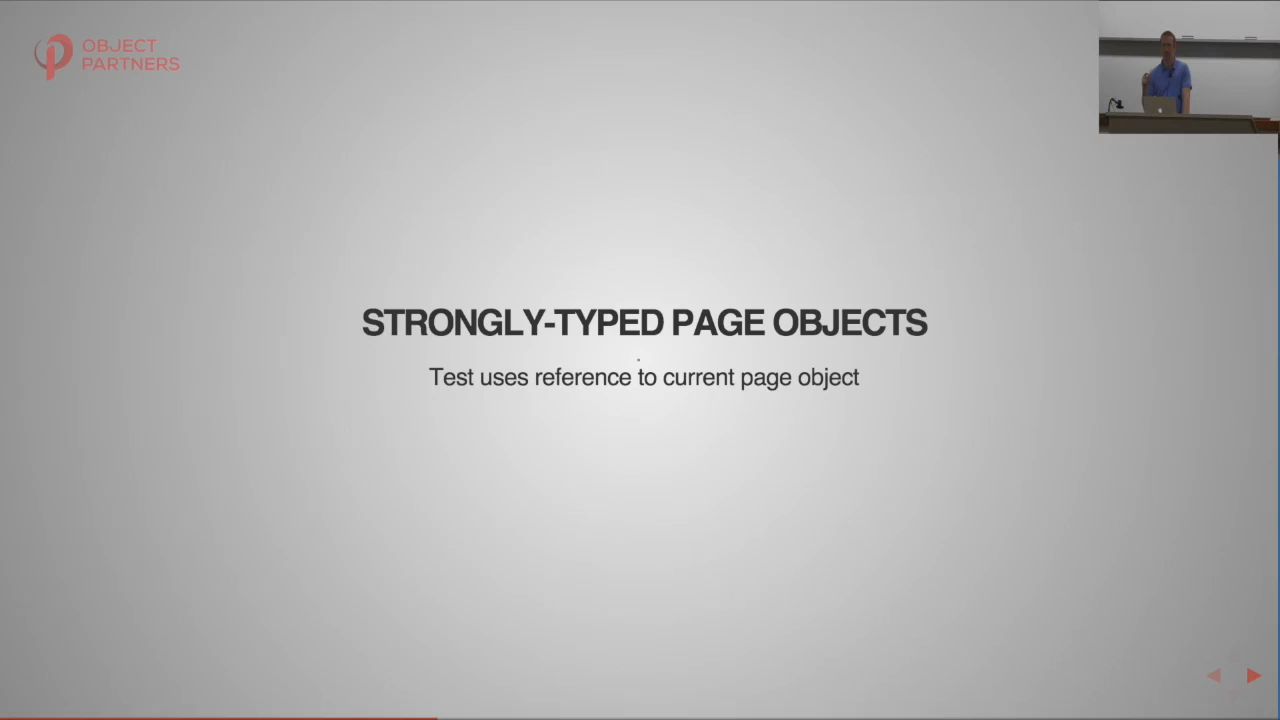 OBJECT
PARTNERS
STRONGLY-TYPED PAGE OBJECTS
Test uses reference to current page object